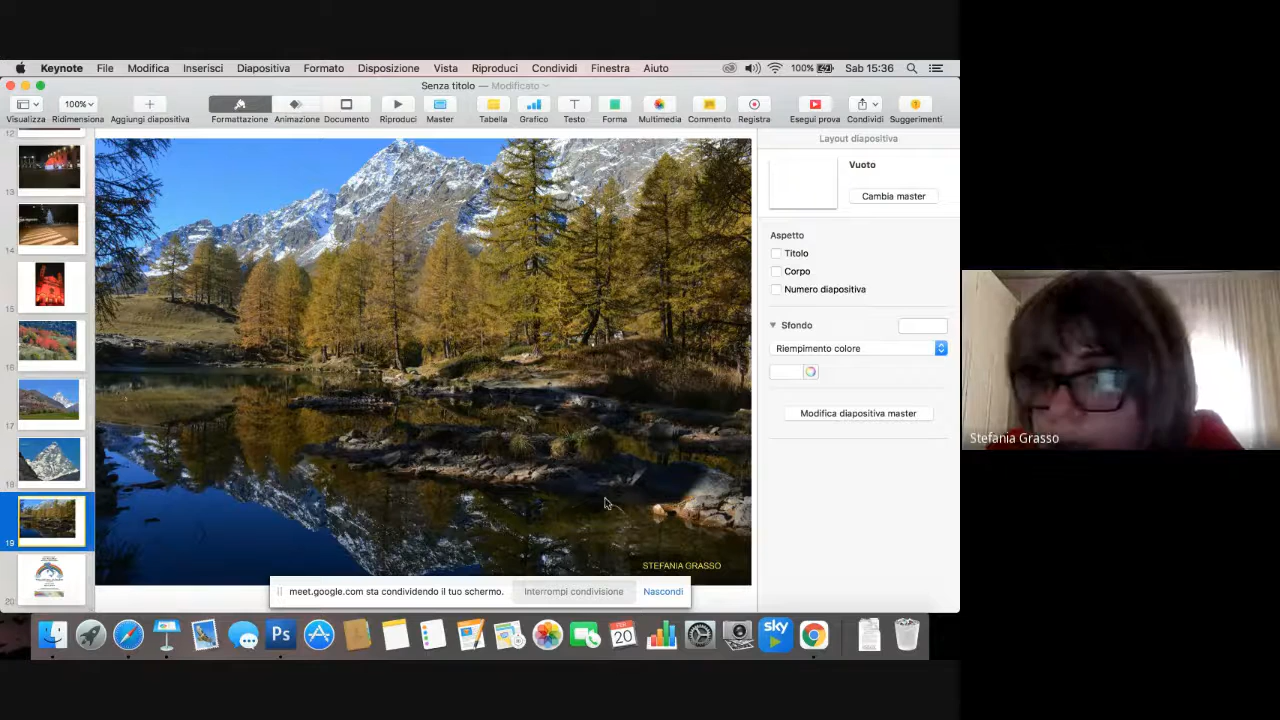 Keynote File Modifica Inserisci Diapositiva Formato Disposizione Vista Riproduci Condividi Finestra Aiuto 100% Sab 15:36
Senza titolo — Modificato
100%
Visualizza Ridimensiona Aggiungi diapositiva Formattazione Animazione Documento Riproduci Master Tabella Grafico Testo Forma Multimedia Commento Registra Esegui prova Condividi Suggerimenti
12
13
14
15
16
17
18
19
20
STEFANIA GRASSO
Layout diapositiva
Vuoto
Cambia master
Aspetto
Titolo
Corpo
Numero diapositiva
Sfondo
Riempimento colore
Modifica diapositiva master
meet.google.com sta condividendo il tuo schermo. Interrompi condivisione Nascondi
Ps
FEB
20
sky
Stefania Grasso